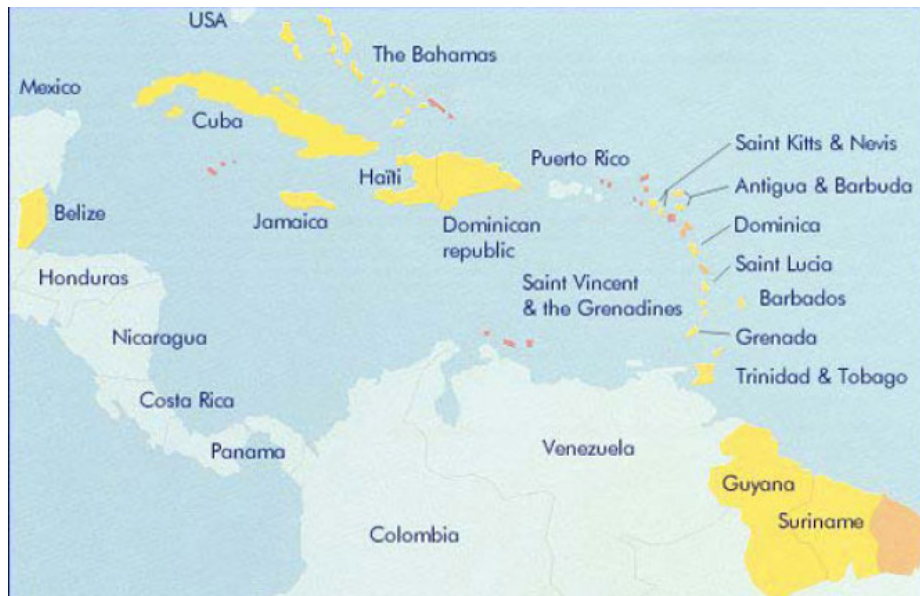 USA
The Bahamas
Mexico
Cuba
Puerto Rico
Saint Kitts & Nevis
Haïti
Antigua & Barbuda
Belize
Jamaica
Dominican
republic
Dominica
Honduras
Saint Lucia
Saint Vincent
& the Grenadines
Barbados
Nicaragua
Grenada
Trinidad & Tobago
Costa Rica
Panama
Venezuela
Guyana
Suriname
Colombia